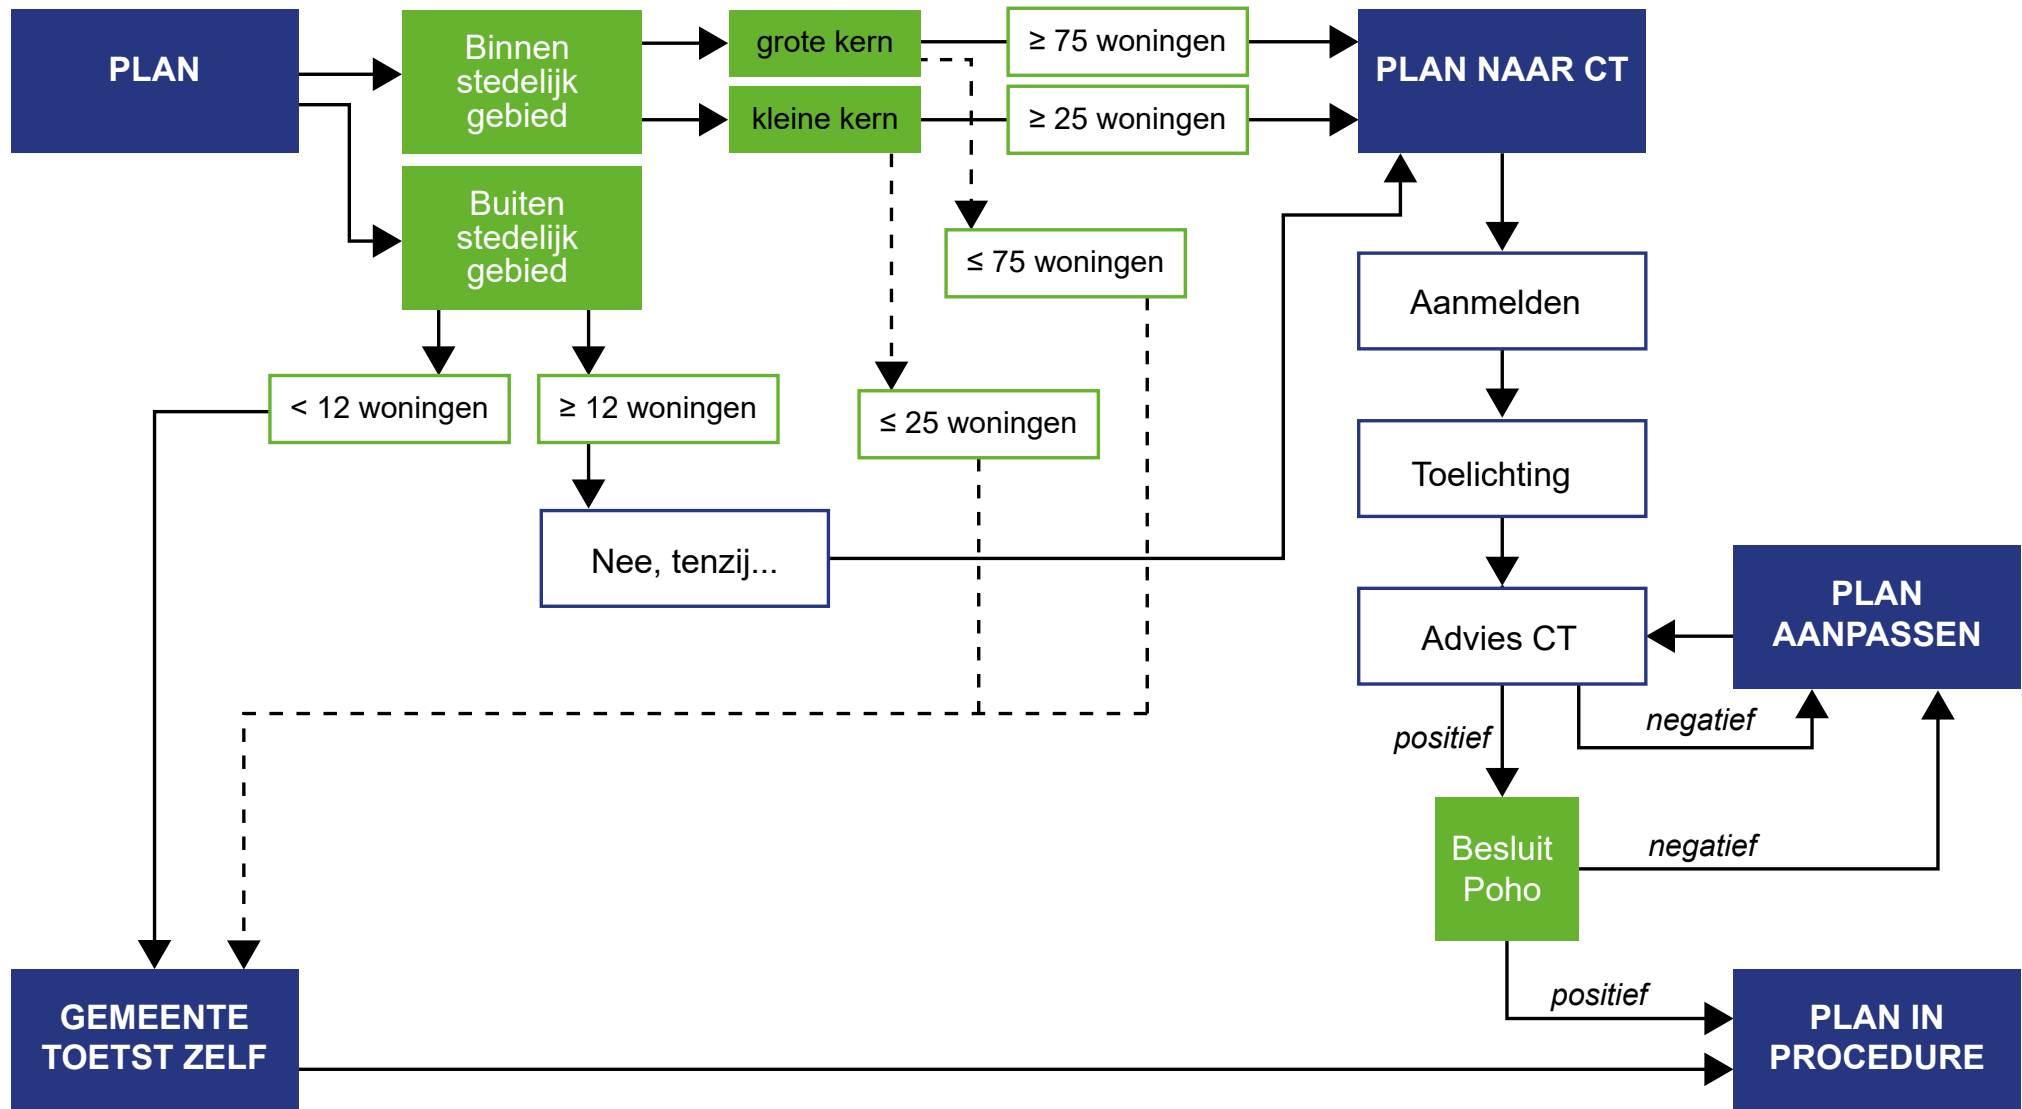 PLAN
Binnen
stedelijk
gebied
grote kern
≥ 75 woningen
PLAN NAAR CT
kleine kern
≥ 25 woningen
Buiten
stedelijk
gebied
≤ 75 woningen
Aanmelden
< 12 woningen
≥ 12 woningen
≤ 25 woningen
Toelichting
Nee, tenzij...
PLAN
AANPASSEN
Advies CT
negatief
positief
Besluit
Poho
negatief
positief
GEMEENTE
TOETST ZELF
PLAN IN
PROCEDURE